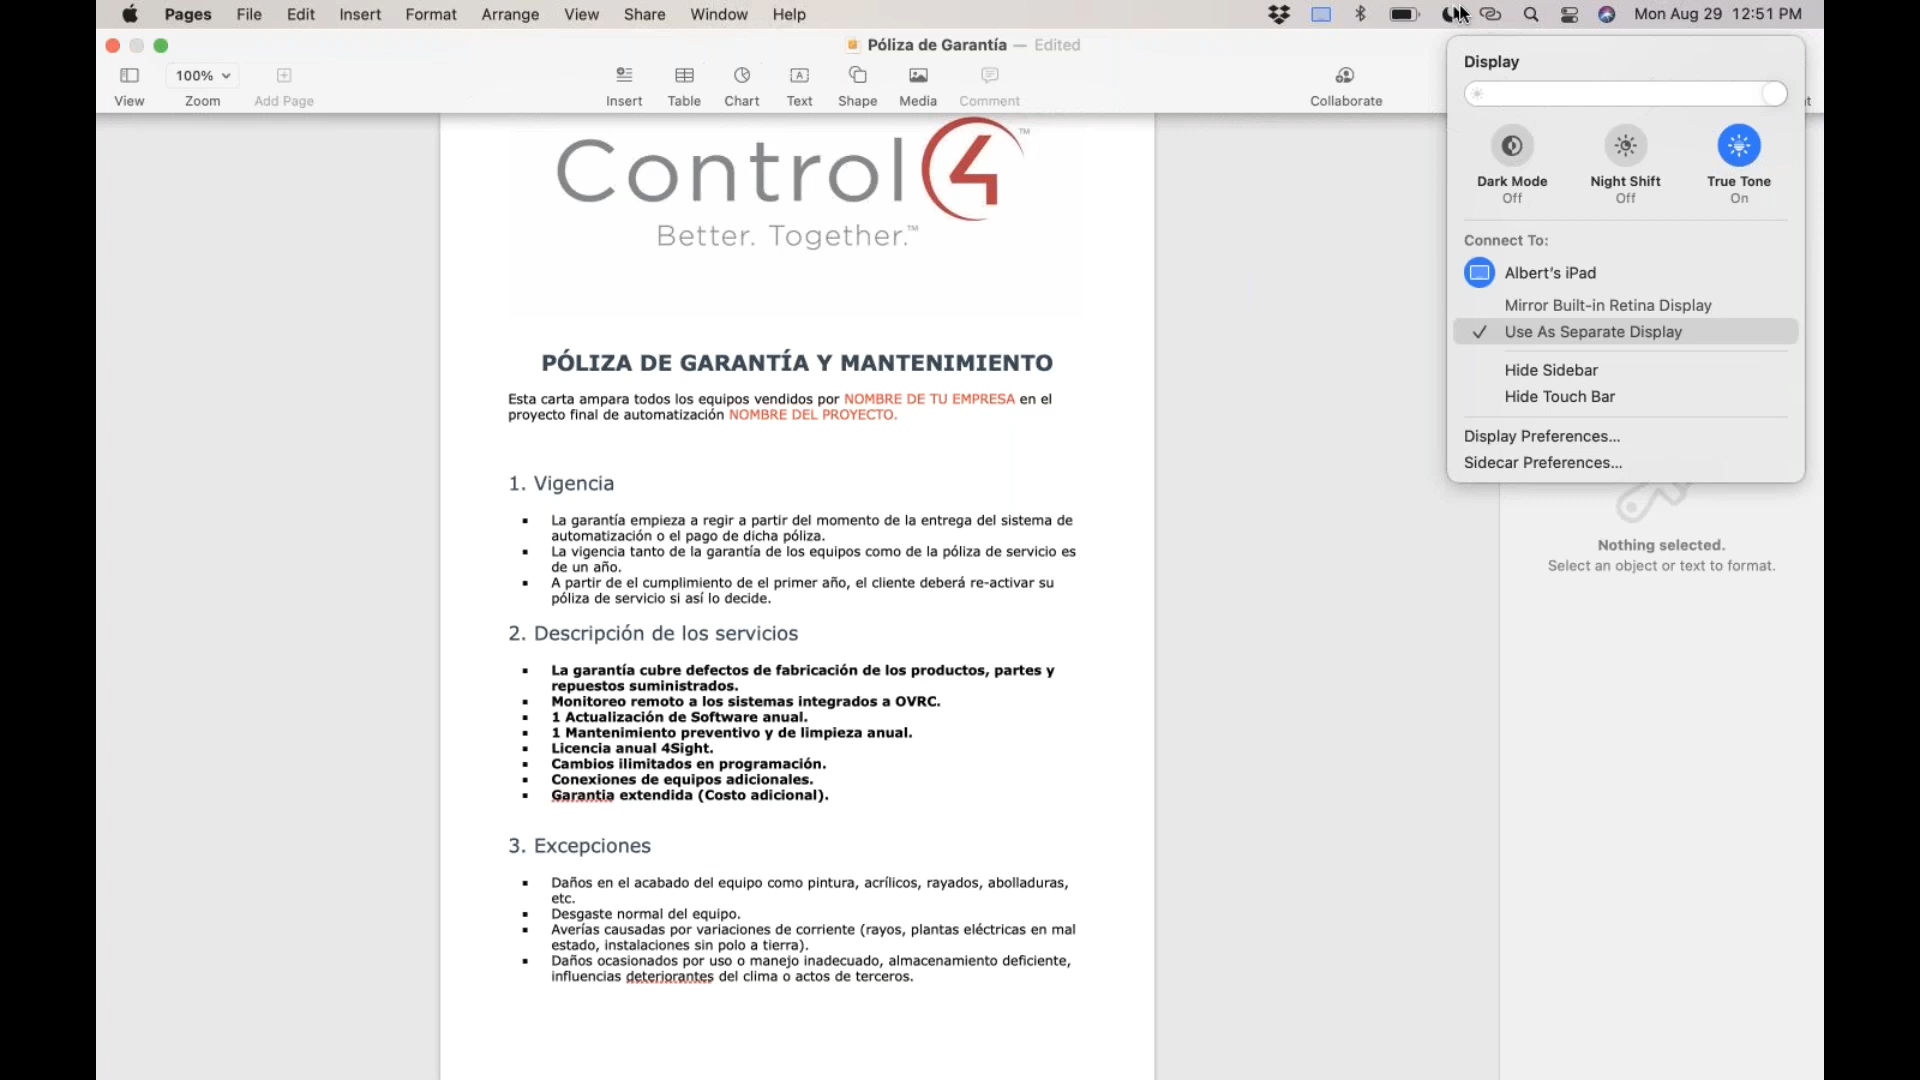 Pages File Edit Insert Format Arrange View Share Window Help Mon Aug 29 12:51 PM
Póliza de Garantía — Edited
100%
View Zoom Add Page Insert Table Chart Text Shape Media Comment Collaborate
Display
Dark Mode Night Shift True Tone
Off Off On
Connect To:
Albert's iPad
Mirror Built-in Retina Display
Use As Separate Display
Hide Sidebar
Hide Touch Bar
Display Preferences...
Sidecar Preferences...
Nothing selected.
Select an object or text to format.
Control4™
Better. Together.™
PÓLIZA DE GARANTÍA Y MANTENIMIENTO
Esta carta ampara todos los equipos vendidos por NOMBRE DE TU EMPRESA en el
proyecto final de automatización NOMBRE DEL PROYECTO.
1. Vigencia
▪ La garantía empieza a regir a partir del momento de la entrega del sistema de
automatización o el pago de dicha póliza.
▪ La vigencia tanto de la garantía de los equipos como de la póliza de servicio es
de un año.
▪ A partir de el cumplimiento de el primer año, el cliente deberá re-activar su
póliza de servicio si así lo decide.
2. Descripción de los servicios
▪ La garantía cubre defectos de fabricación de los productos, partes y
repuestos suministrados.
▪ Monitoreo remoto a los sistemas integrados a OVRC.
▪ 1 Actualización de Software anual.
▪ 1 Mantenimiento preventivo y de limpieza anual.
▪ Licencia anual 4Sight.
▪ Cambios ilimitados en programación.
▪ Conexiones de equipos adicionales.
▪ Garantia extendida (Costo adicional).
3. Excepciones
▪ Daños en el acabado del equipo como pintura, acrílicos, rayados, abolladuras,
etc.
▪ Desgaste normal del equipo.
▪ Averías causadas por variaciones de corriente (rayos, plantas eléctricas en mal
estado, instalaciones sin polo a tierra).
▪ Daños ocasionados por uso o manejo inadecuado, almacenamiento deficiente,
influencias deteriorantes del clima o actos de terceros.